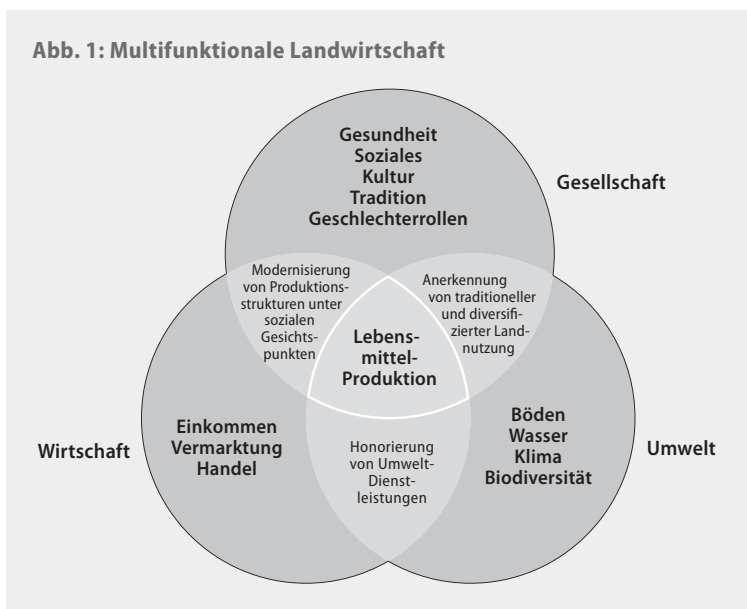 Abb. 1: Multifunktionale Landwirtschaft
Gesundheit
Soziales
Kultur
Tradition
Geschlechterrollen
Gesellschaft
Modernisierung
von Produktions-
strukturen unter
sozialen
Gesichts-
punkten
Anerkennung
von traditioneller
und diversifi-
zierter Land-
nutzung
Lebens-
mittel-
Produktion
Wirtschaft
Einkommen
Vermarktung
Handel
Honorierung
von Umwelt-
Dienst-
leistungen
Böden
Wasser
Klima
Biodiversität
Umwelt